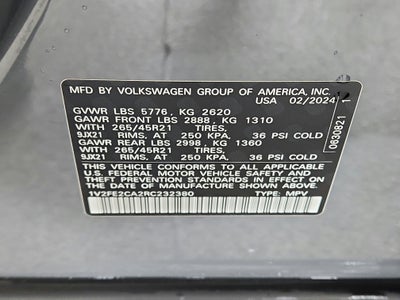 MFD BY VOLKSWAGEN GROUP OF AMERICA, INC.
USA 02/2024
GVWR LBS 5776, KG 2620
GAWR FRONT LBS 2888, KG 1310
WITH 265/45R21 TIRES,
9JX21 RIMS, AT 250 KPA, 36 PSI COLD
GAWR REAR LBS 2998, KG 1360
WITH 265/45R21 TIRES,
9JX21 RIMS, AT 250 KPA, 36 PSI COLD
THIS VEHICLE CONFORMS TO ALL APPLICABLE
U.S. FEDERAL MOTOR VEHICLE SAFETY STANDARDS
IN EFFECT ON THE DATE OF MANUFACTURE SHOWN ABOVE.
1V2FE2CA2RC232380 TYPE: MPV
0630821